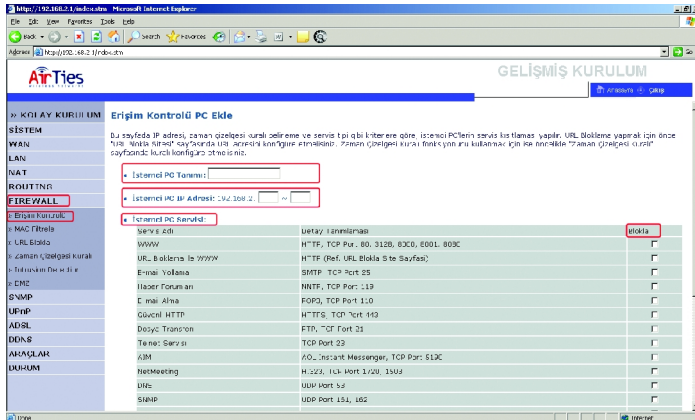 http://192.168.2.1/index.stm Microsoft Internet Explorer
File Edit View Favorites Tools Help
Back Search Favorites
Address http://192.168.2.1/index.stm Go
AirTies
GELİŞMİŞ KURULUM
Anasayfa Çıkış
» KOLAY KURULUM
SİSTEM
WAN
LAN
NAT
ROUTING
FIREWALL
» Erişim Kontrolü
» MAC Filtrele
» URL Blokla
» Zaman Çizelgesi Kuralı
» Intrusion Detection
» DMZ
SNMP
UPnP
ADSL
DDNS
ARAÇLAR
DURUM
Erişim Kontrolü PC Ekle
Bu sayfada IP adresi, zaman çizelgesi kuralı belirleme ve servis tipi gibi kriterlere göre, istemci PC'lerin servis kısıtlaması yapılır. URL Bloklama yapmak için önce
"URL Blokla Sitesi" sayfasında URL adresini konfigüre etmelisiniz. Zaman Çizelgesi Kuralı fonksiyonunu kullanmak için ise öncelikle "Zaman Çizelgesi Kuralı"
sayfasında kuralı konfigüre etmelisiniz.
• İstemci PC Tanımı:
• İstemci PC IP Adresi: 192.168.2. ~
• İstemci PC Servisi:
Servis Adı Detay Tanımlaması Blokla
WWW HTTP, TCP Port 80, 3128, 8000, 8001, 8080
URL Bloklama ile WWW HTTP (Ref. URL Blokla Site Sayfası)
E-mail Yollama SMTP, TCP Port 25
Haber Forumları NNTP, TCP Port 119
E-mail Alma POP3, TCP Port 110
Güvenli HTTP HTTPS, TCP Port 443
Dosya Transferi FTP, TCP Port 21
Telnet Servisi TCP Port 23
AIM AOL Instant Messenger, TCP Port 5190
NetMeeting H.323, TCP Port 1720, 1503
DNS UDP Port 53
SNMP UDP Port 161, 162
Done Internet